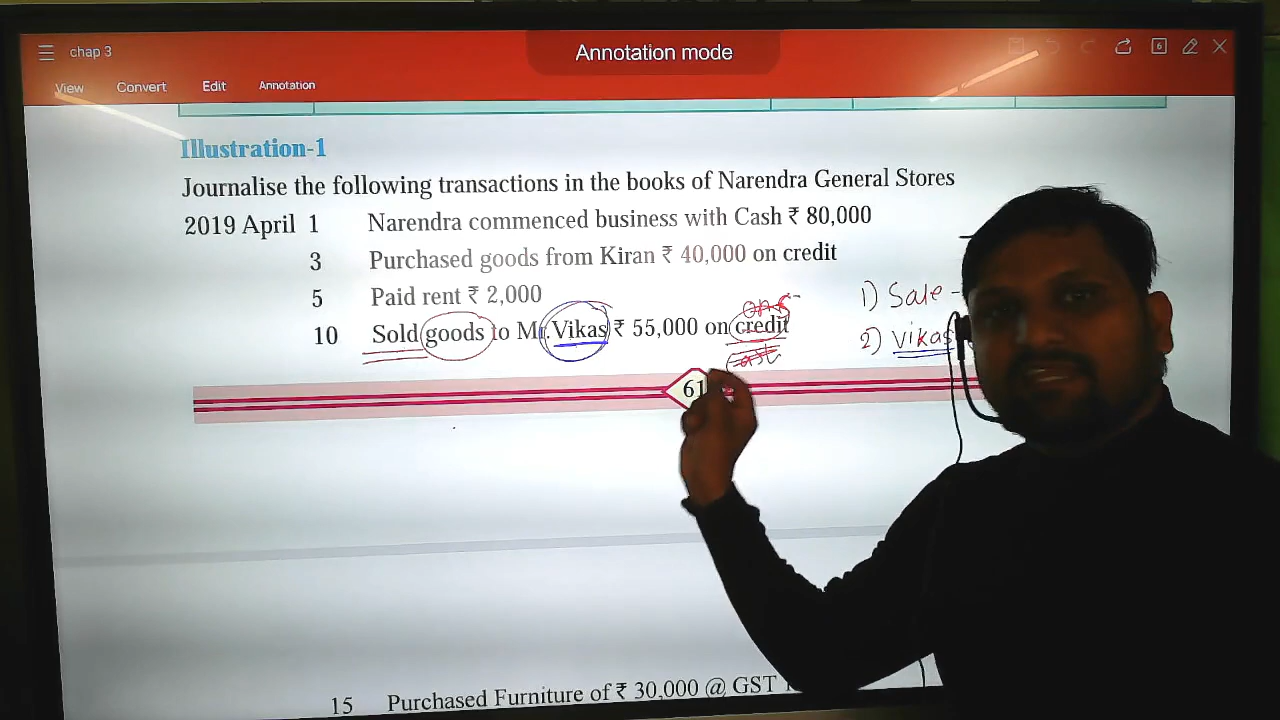 chap 3
Annotation mode
6
View Convert Edit Annotation
Illustration-1
Journalise the following transactions in the books of Narendra General Stores
2019 April 1 Narendra commenced business with Cash ₹ 80,000
3 Purchased goods from Kiran ₹ 40,000 on credit
5 Paid rent ₹ 2,000
1) Sale -
10 Sold goods to Mr. Vikas ₹ 55,000 on credit
2) Vikas
61
15 Purchased Furniture of ₹ 30,000 @ GST